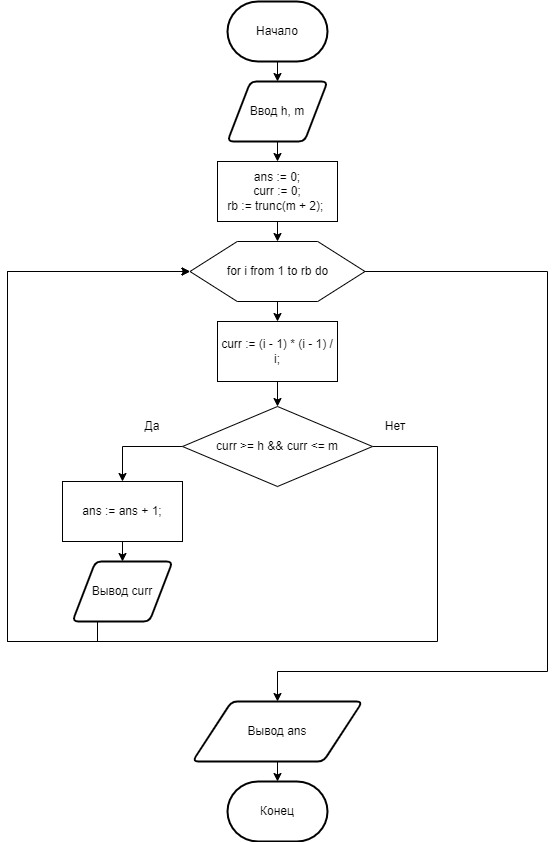 Начало
Ввод h, m
ans := 0;
curr := 0;
rb := trunc(m + 2);
for i from 1 to rb do
curr := (i - 1) * (i - 1) /
i;
Да
Нет
curr >= h && curr <= m
ans := ans + 1;
Вывод curr
Вывод ans
Конец